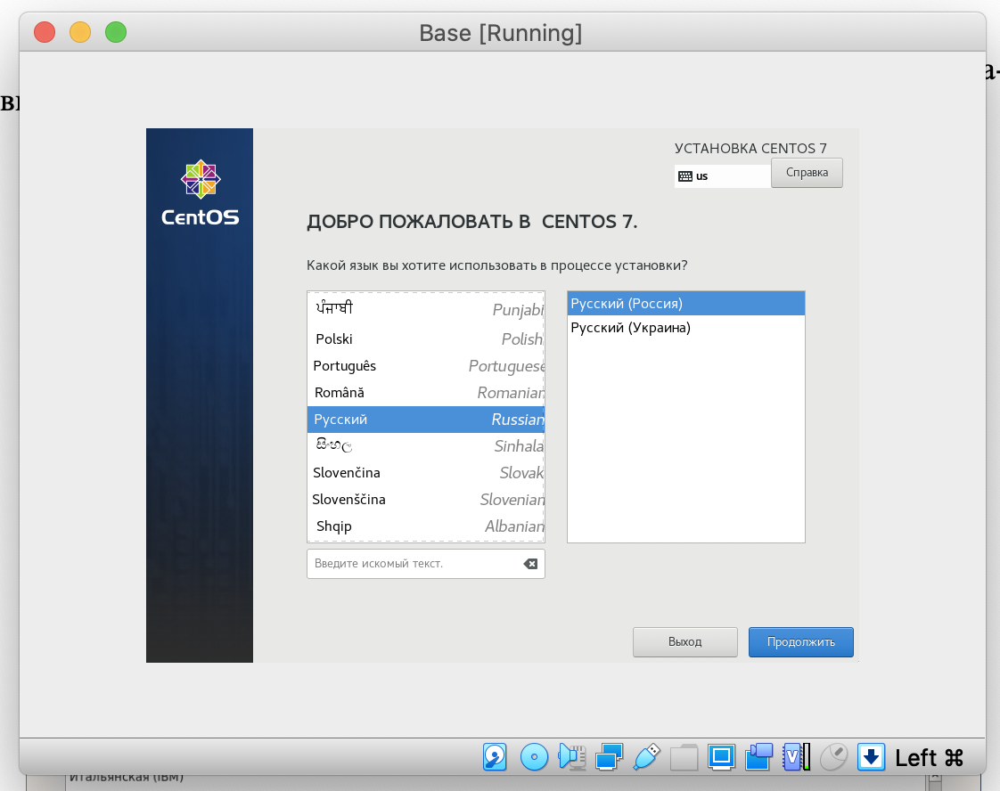 Base [Running]
а-
вы
УСТАНОВКА CENTOS 7
us
Справка
CentOS
ДОБРО ПОЖАЛОВАТЬ В CENTOS 7.
Какой язык вы хотите использовать в процессе установки?
ਪੰਜਾਬੀ Punjabi
Polski Polish
Português Portuguese
Română Romanian
Русский Russian
සිංහල Sinhala
Slovenčina Slovak
Slovenščina Slovenian
Shqip Albanian
Русский (Россия)
Русский (Украина)
Введите искомый текст.
Выход
Продолжить
V
Left ⌘
Итальянская (IBM)